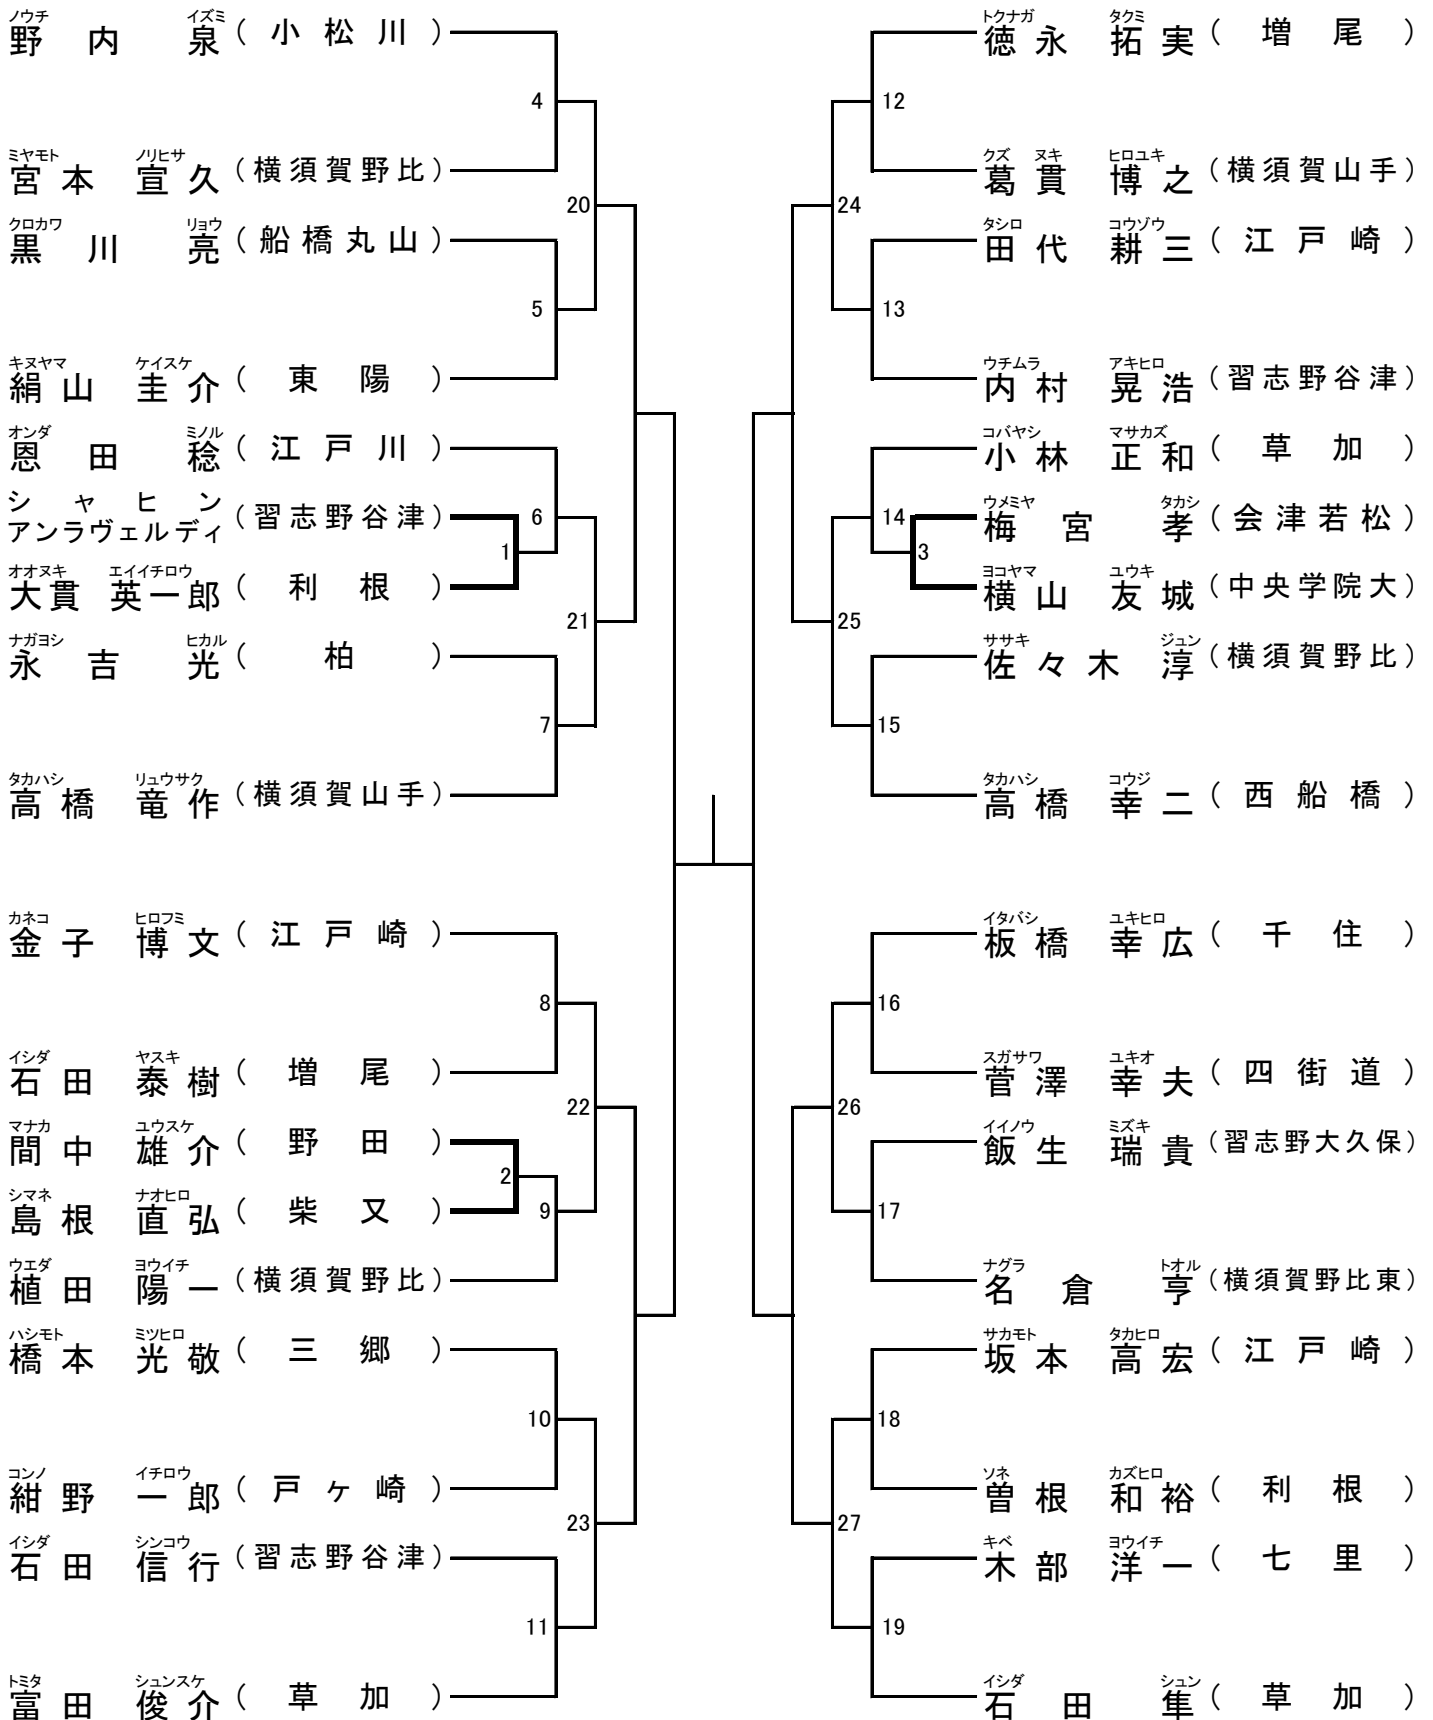 ノウチ イズミ
野内 泉 (小松川)
4
ミヤモト ノリヒサ
宮本 宣久 (横須賀野比)
20
クロカワ リョウ
黒川 亮 (船橋丸山)
5
キヌヤマ ケイスケ
絹山 圭介 (東陽)
オンダ ミノル
恩田 稔 (江戸川)
シャヒン
アンラヴェルディ (習志野谷津)
6
1
オオヌキ エイイチロウ
大貫 英一郎 (利根)
21
ナガヨシ ヒカル
永吉 光 (柏)
7
タカハシ リュウサク
高橋 竜作 (横須賀山手)
カネコ ヒロフミ
金子 博文 (江戸崎)
8
イシダ ヤスキ
石田 泰樹 (増尾)
22
マナカ ユウスケ
間中 雄介 (野田)
2
シマネ ナオヒロ
島根 直弘 (柴又)
9
ウエダ ヨウイチ
植田 陽一 (横須賀野比)
ハシモト ミツヒロ
橋本 光敬 (三郷)
10
コンノ イチロウ
紺野 一郎 (戸ヶ崎)
23
イシダ シンコウ
石田 信行 (習志野谷津)
11
トミタ シュンスケ
富田 俊介 (草加)
トクナガ タクミ
徳永 拓実 (増尾)
12
クズ ヌキ ヒロユキ
葛貫 博之 (横須賀山手)
24
タシロ コウゾウ
田代 耕三 (江戸崎)
13
ウチムラ アキヒロ
内村 晃浩 (習志野谷津)
コバヤシ マサカズ
小林 正和 (草加)
ウメミヤ タカシ
梅宮 孝 (会津若松)
14
3
ヨコヤマ ユウキ
横山 友城 (中央学院大)
25
ササキ ジュン
佐々木 淳 (横須賀野比)
15
タカハシ コウジ
高橋 幸二 (西船橋)
イタバシ ユキヒロ
板橋 幸広 (千住)
16
スガサワ ユキオ
菅澤 幸夫 (四街道)
26
イイノウ ミズキ
飯生 瑞貴 (習志野大久保)
17
ナグラ トオル
名倉 亨 (横須賀野比東)
サカモト タカヒロ
坂本 高宏 (江戸崎)
18
ソネ カズヒロ
曽根 和裕 (利根)
27
キベ ヨウイチ
木部 洋一 (七里)
19
イシダ シュン
石田 隼 (草加)